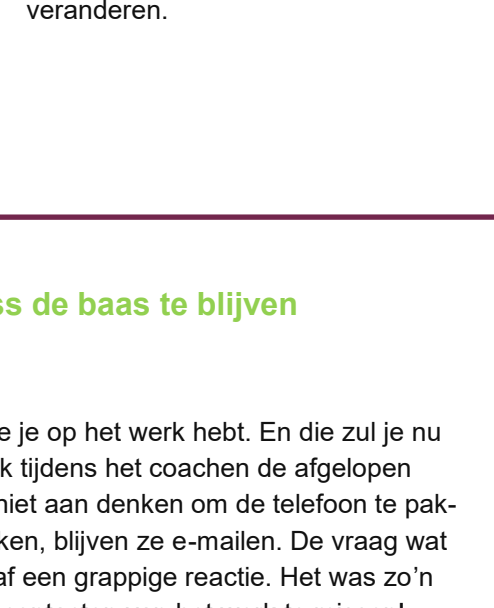 veranderen.
de baas te blijven
je op het werk hebt. En die zul je nu
tijdens het coachen de afgelopen
niet aan denken om de telefoon te pak-
ken, blijven ze e-mailen. De vraag wat
een grappige reactie. Het was zo’n